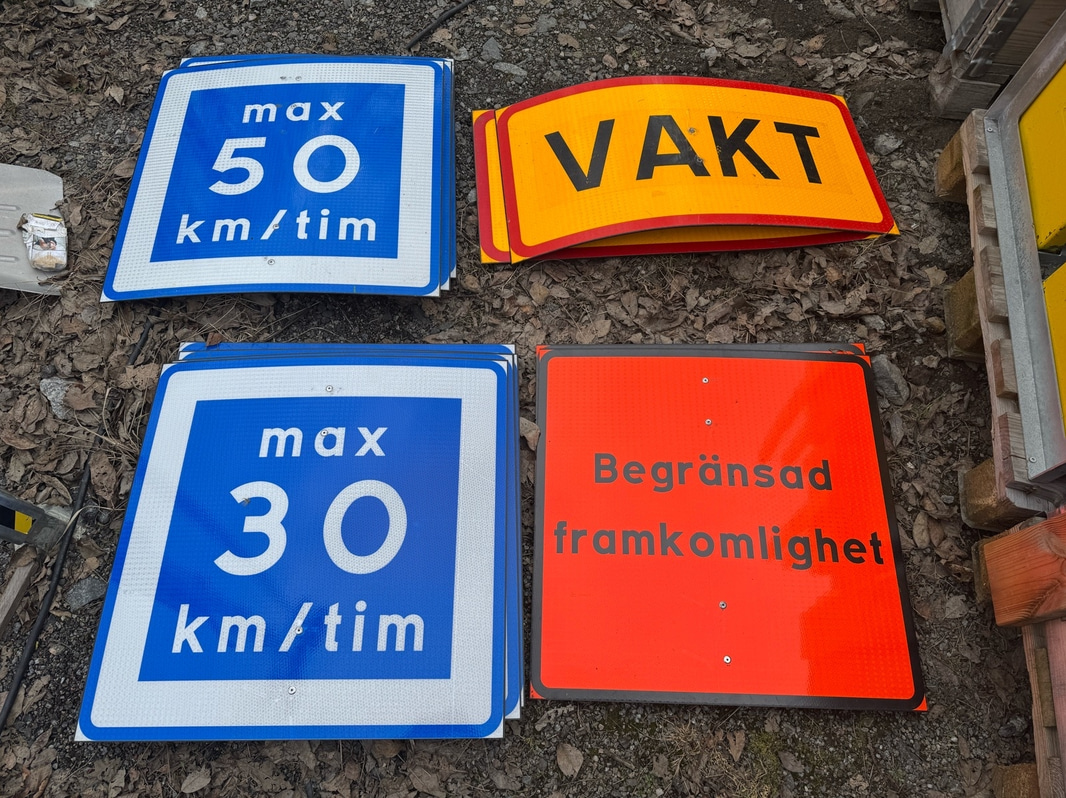 max
50
km/tim
VAKT
max
30
km/tim
Begränsad
framkomlighet